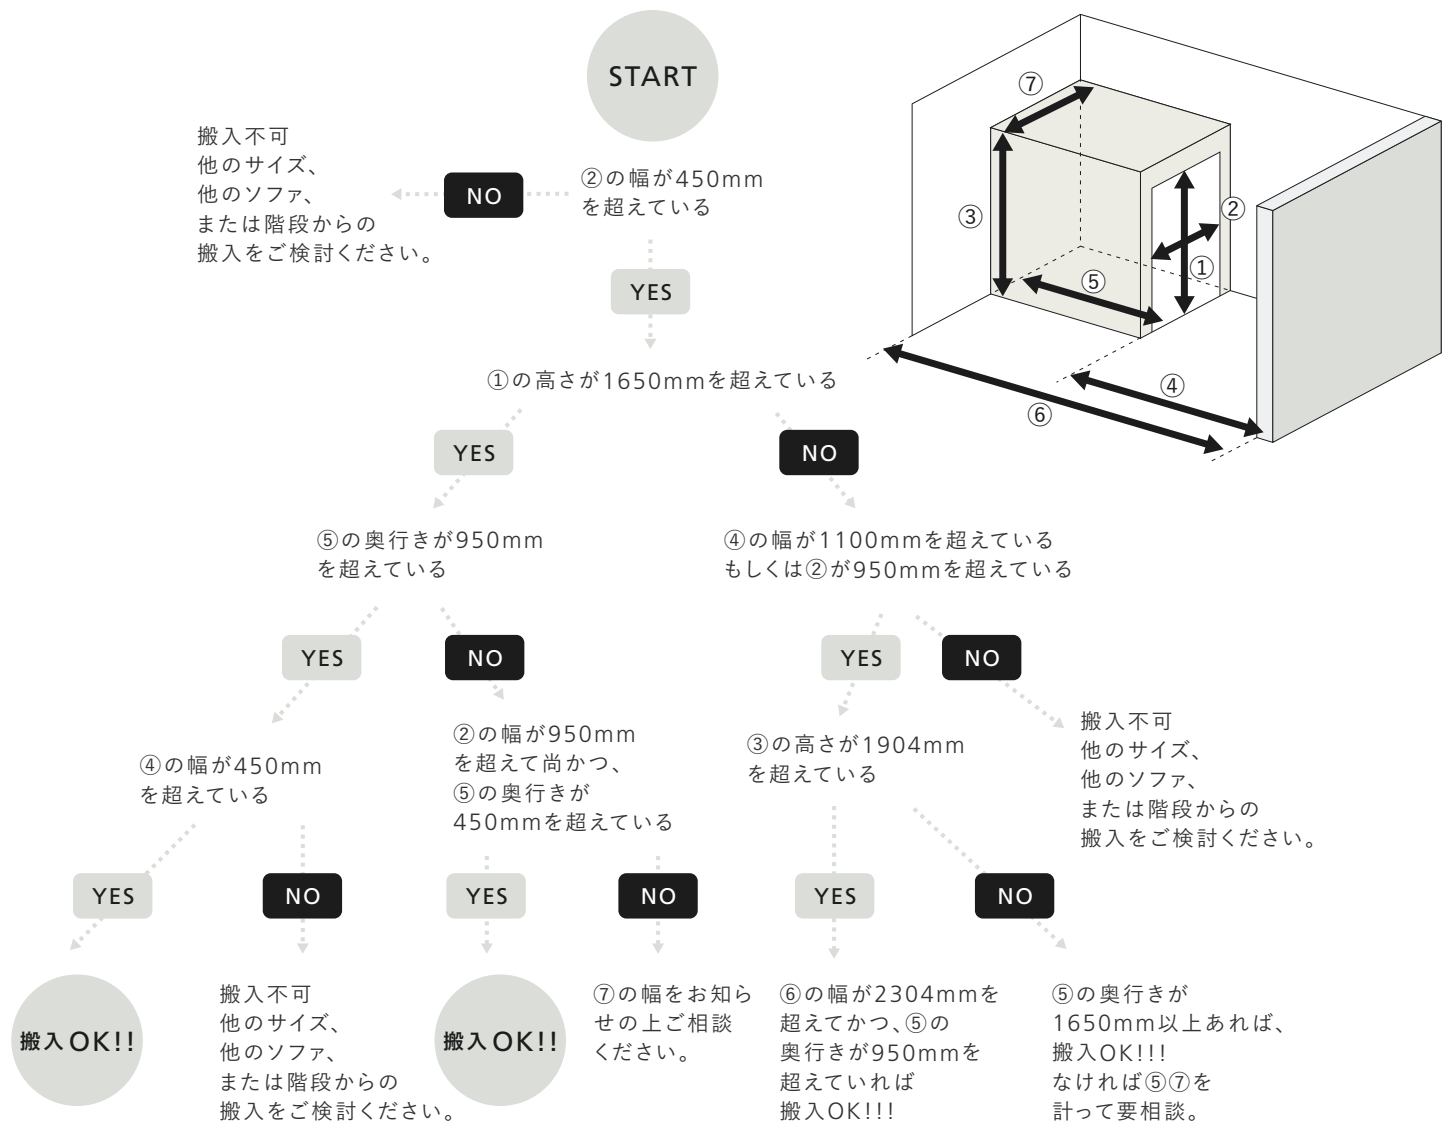 START
②の幅が450mm
を超えている
NO
搬入不可
他のサイズ、
他のソファ、
または階段からの
搬入をご検討ください。
YES
①の高さが1650mmを超えている
YES
NO
⑤の奥行きが950mm
を超えている
④の幅が1100mmを超えている
もしくは②が950mmを超えている
YES
NO
YES
NO
④の幅が450mm
を超えている
②の幅が950mm
を超えて尚かつ、
⑤の奥行きが
450mmを超えている
③の高さが1904mm
を超えている
搬入不可
他のサイズ、
他のソファ、
または階段からの
搬入をご検討ください。
YES
NO
YES
NO
YES
NO
搬入OK!!
搬入不可
他のサイズ、
他のソファ、
または階段からの
搬入をご検討ください。
搬入OK!!
⑦の幅をお知ら
せの上ご相談
ください。
⑥の幅が2304mmを
超えてかつ、⑤の
奥行きが950mmを
超えていれば
搬入OK!!!
⑤の奥行きが
1650mm以上あれば、
搬入OK!!!
なければ⑤⑦を
計って要相談。
⑦
③
②
①
⑤
④
⑥